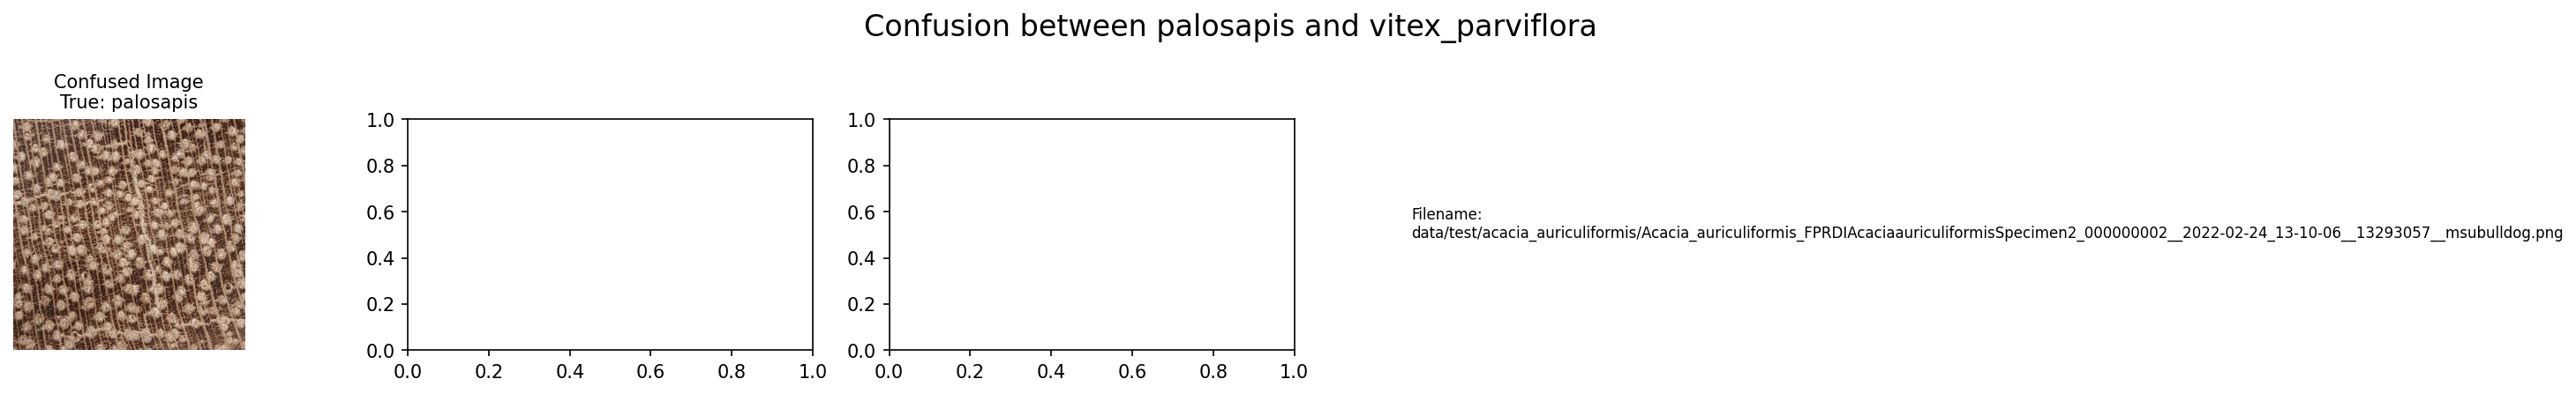 Confusion between palosapis and vitex_parviflora
Confused Image
True: palosapis
1.0
0.8
0.6
0.4
0.2
0.0
0.0 0.2 0.4 0.6 0.8 1.0
1.0
0.8
0.6
0.4
0.2
0.0
0.0 0.2 0.4 0.6 0.8 1.0
Filename:
data/test/acacia_auriculiformis/Acacia_auriculiformis_FPRDIAcaciaauriculiformisSpecimen2_000000002__2022-02-24_13-10-06__13293057__msubulldog.png